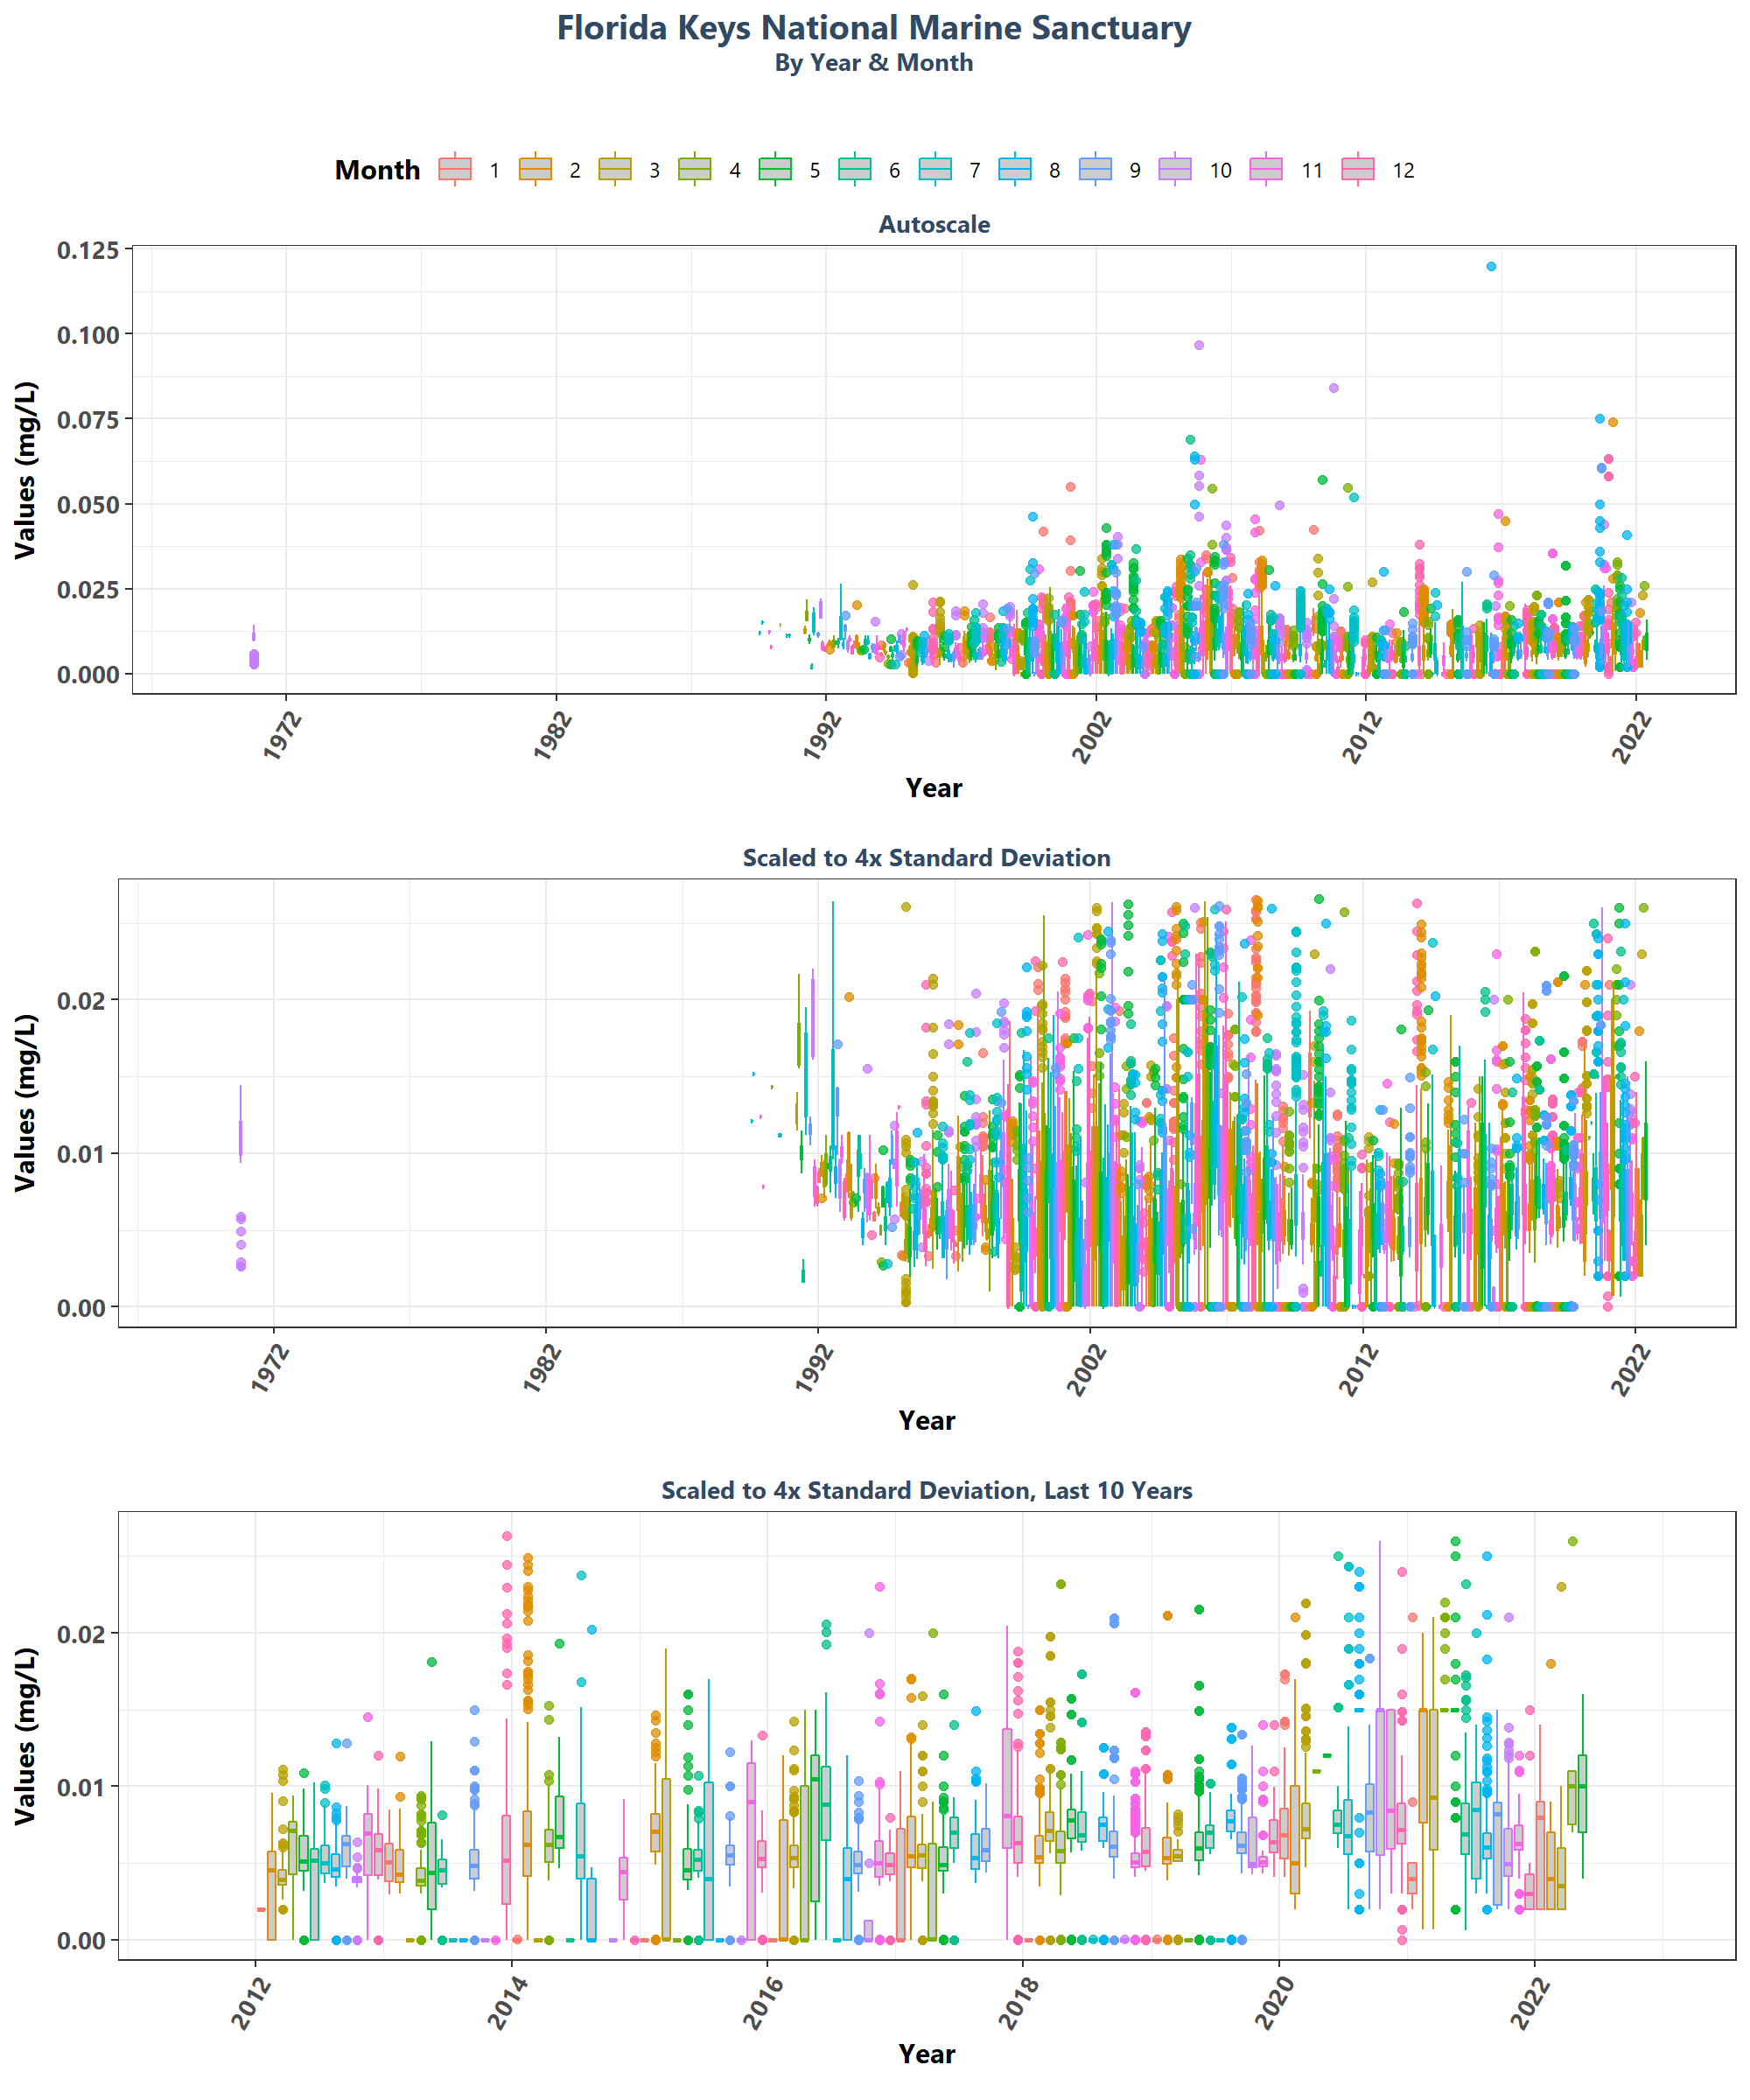 Florida Keys National Marine Sanctuary
By Year & Month
Month 1 2 3 4 5 6 7 8 9 10 11 12
Autoscale
Values (mg/L)
0.125
0.100
0.075
0.050
0.025
0.000
1972 1982 1992 2002 2012 2022
Year
Scaled to 4x Standard Deviation
Values (mg/L)
0.02
0.01
0.00
1972 1982 1992 2002 2012 2022
Year
Scaled to 4x Standard Deviation, Last 10 Years
Values (mg/L)
0.02
0.01
0.00
2012 2014 2016 2018 2020 2022
Year